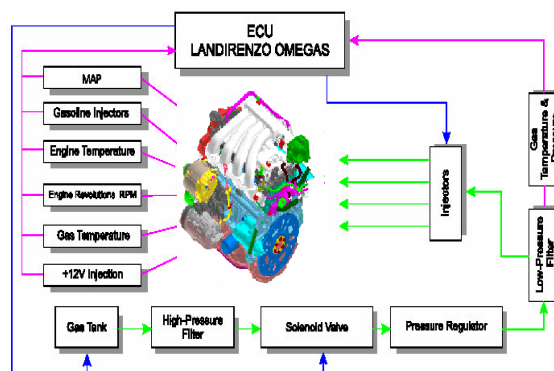 ECU
LANDIRENZO OMEGAS
MAP
Gasoline Injectors
Engine Temperature
Engine Revolutions RPM
Gas Temperature
+12V Injection
Injectors
Gas
Temperature &
Low-Pressure
Filter
Gas Tank
High-Pressure
Filter
Solenoid Valve
Pressure Regulator